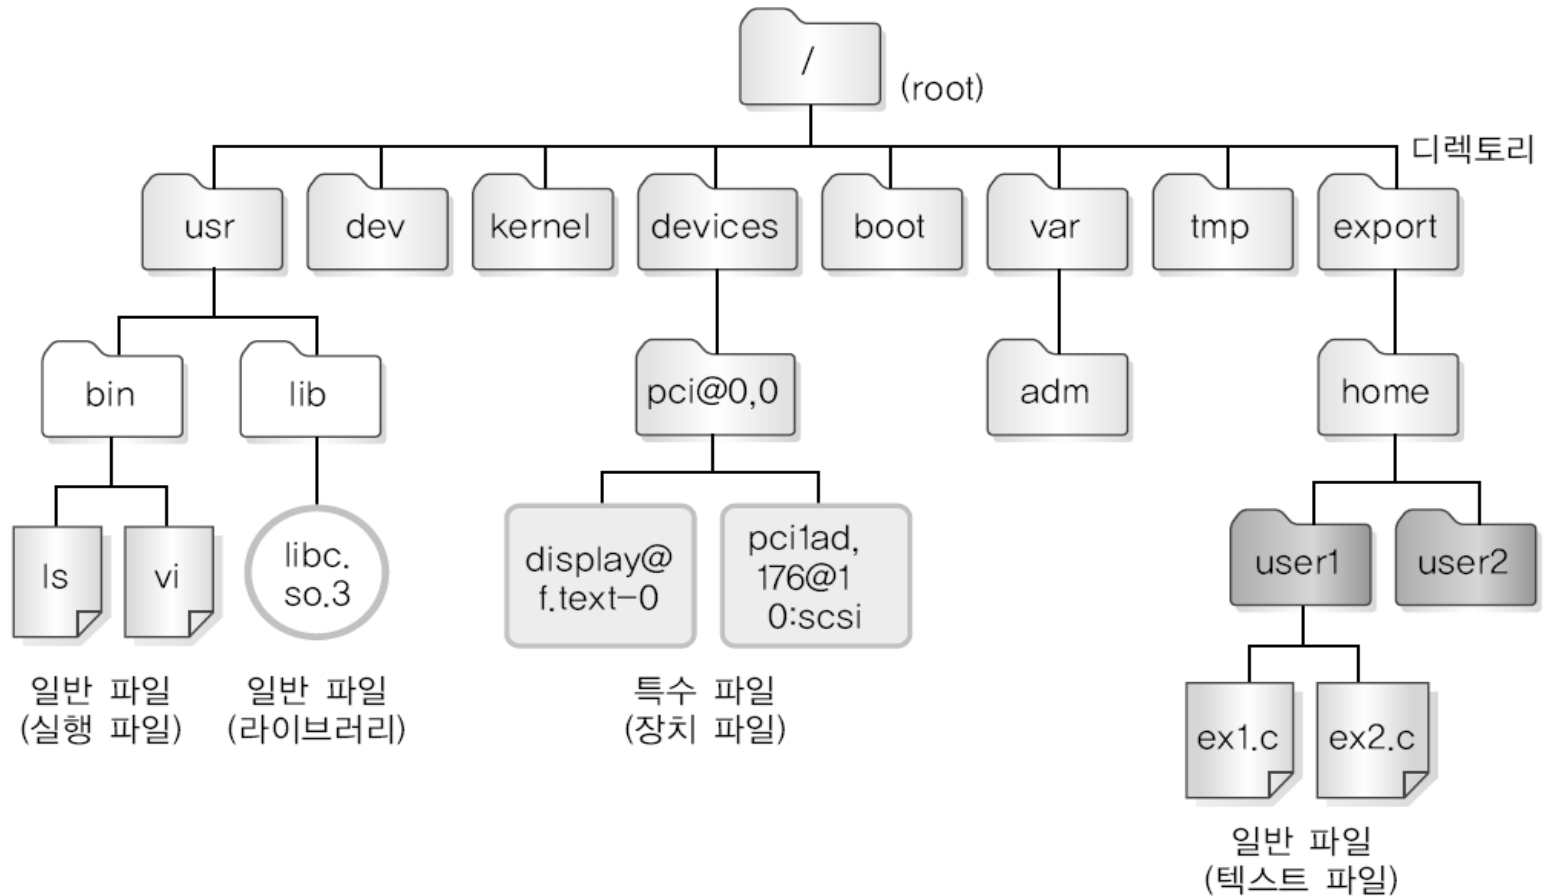 /
(root)
디렉토리
usr
dev
kernel
devices
boot
var
tmp
export
bin
lib
pci@0,0
adm
home
ls
vi
libc.
so.3
display@
f.text-0
pci1ad,
176@1
0:scsi
user1
user2
일반 파일
(실행 파일)
일반 파일
(라이브러리)
특수 파일
(장치 파일)
ex1.c
ex2.c
일반 파일
(텍스트 파일)